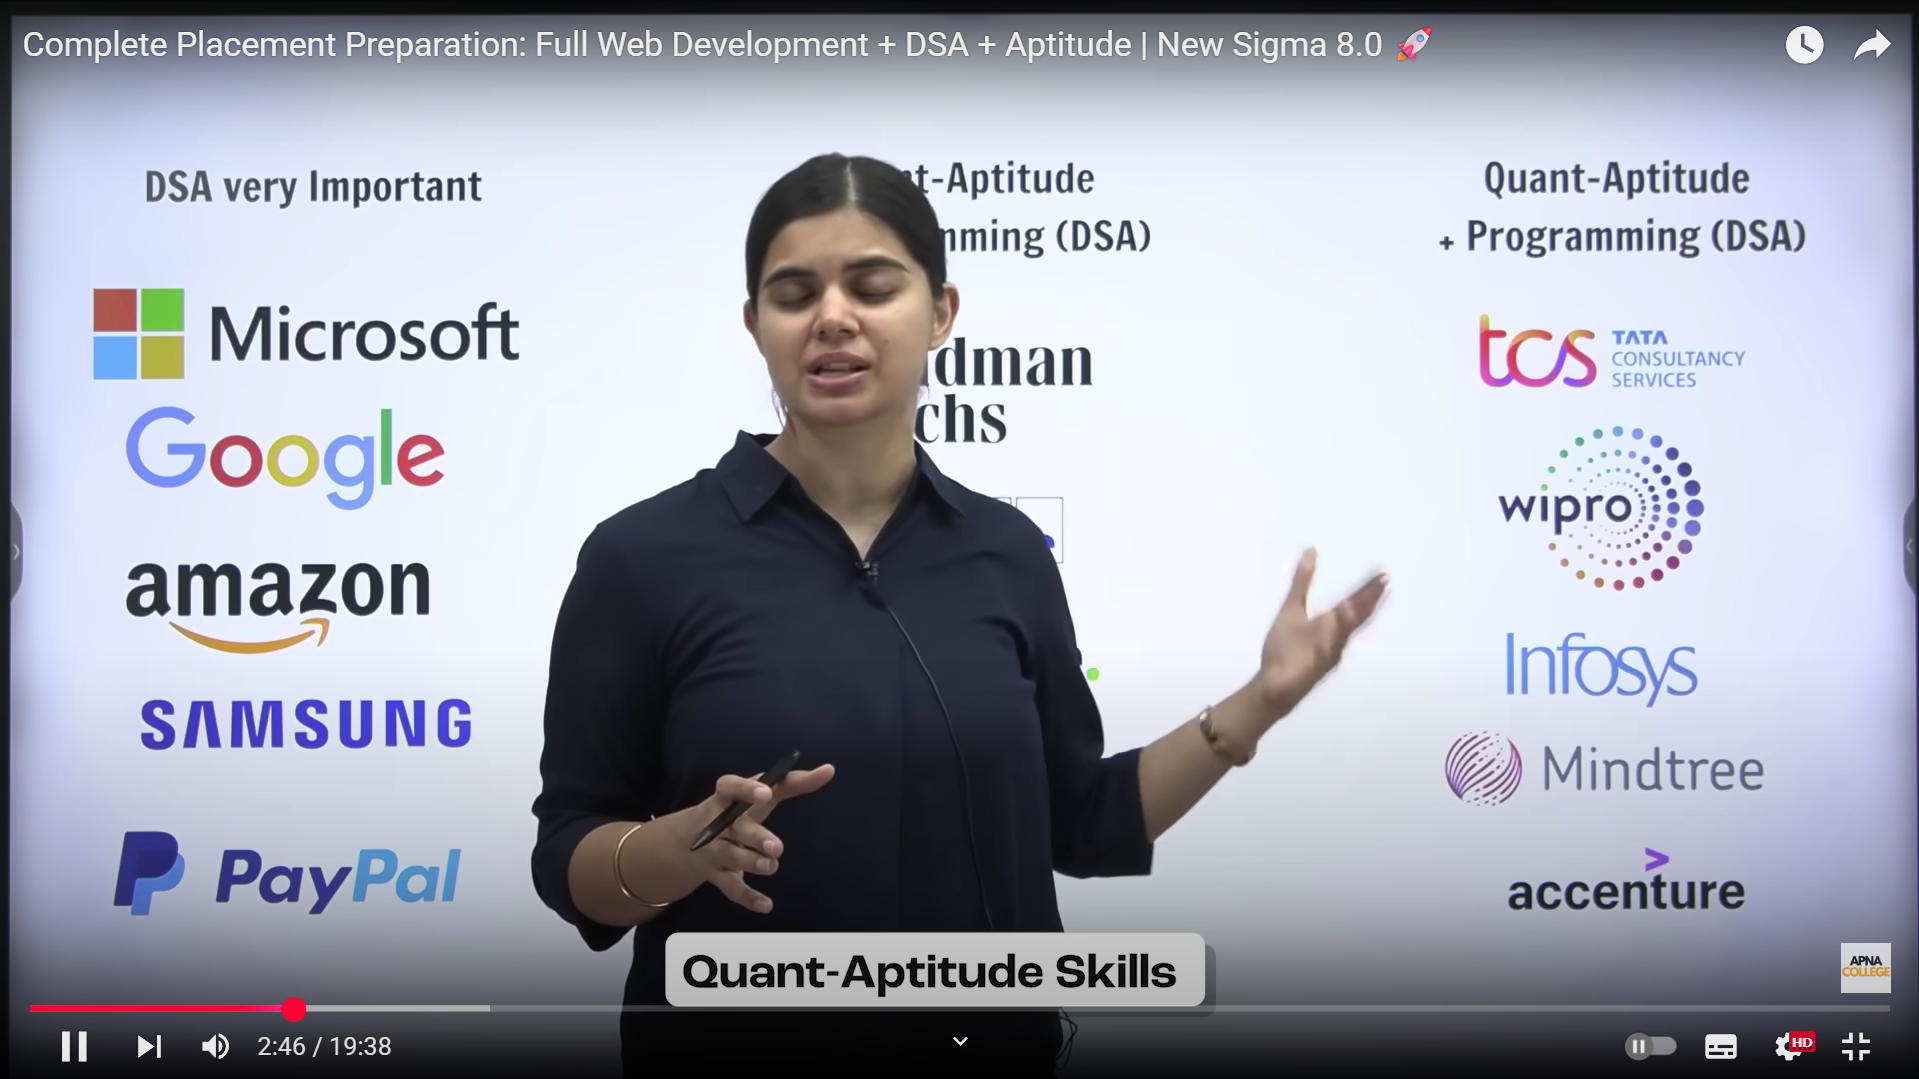 Complete Placement Preparation: Full Web Development + DSA + Aptitude | New Sigma 8.0 🚀
DSA very Important
Microsoft
Google
amazon
SAMSUNG
PayPal
t-Aptitude
mming (DSA)
dman
chs
Quant-Aptitude
+ Programming (DSA)
tcs TATA
CONSULTANCY
SERVICES
wipro
Infosys
Mindtree
accenture
Quant-Aptitude Skills
APNA
COLLEGE
2:46 / 19:38
HD